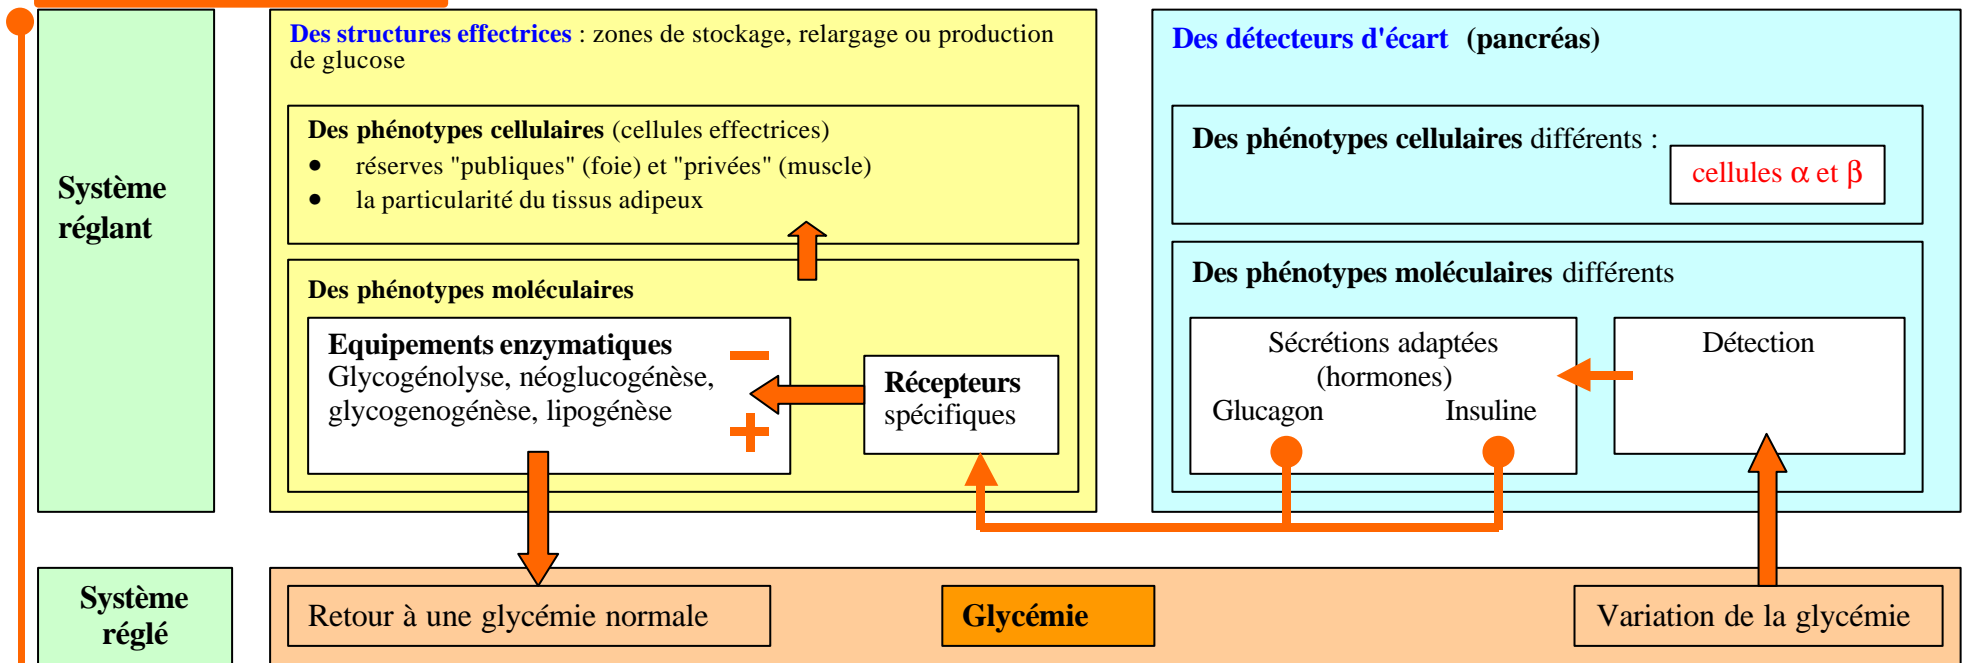 Système
réglant
Des structures effectrices : zones de stockage, relargage ou production
de glucose
Des phénotypes cellulaires (cellules effectrices)
• réserves "publiques" (foie) et "privées" (muscle)
• la particularité du tissus adipeux
Des phénotypes moléculaires
Equipements enzymatiques
Glycogénolyse, néoglucogénèse,
glycogenogénèse, lipogénèse
−
+
Récepteurs
spécifiques
Des détecteurs d'écart (pancréas)
Des phénotypes cellulaires différents :
cellules α et β
Des phénotypes moléculaires différents
Sécrétions adaptées
(hormones)
Glucagon Insuline
Détection
Système
réglé
Retour à une glycémie normale
Glycémie
Variation de la glycémie